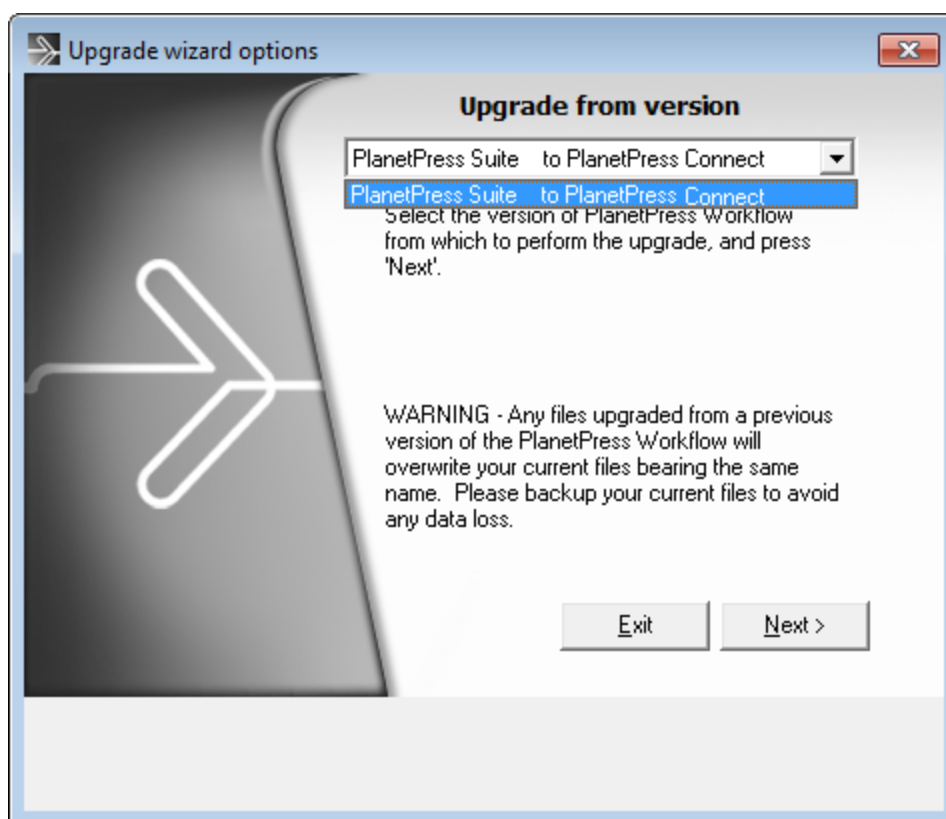 Upgrade wizard options
Upgrade from version
PlanetPress Suite to PlanetPress Connect
PlanetPress Suite to PlanetPress Connect
Select the version of PlanetPress Workflow
from which to perform the upgrade, and press
'Next'.
WARNING - Any files upgraded from a previous
version of the PlanetPress Workflow will
overwrite your current files bearing the same
name. Please backup your current files to avoid
any data loss.
Exit
Next >